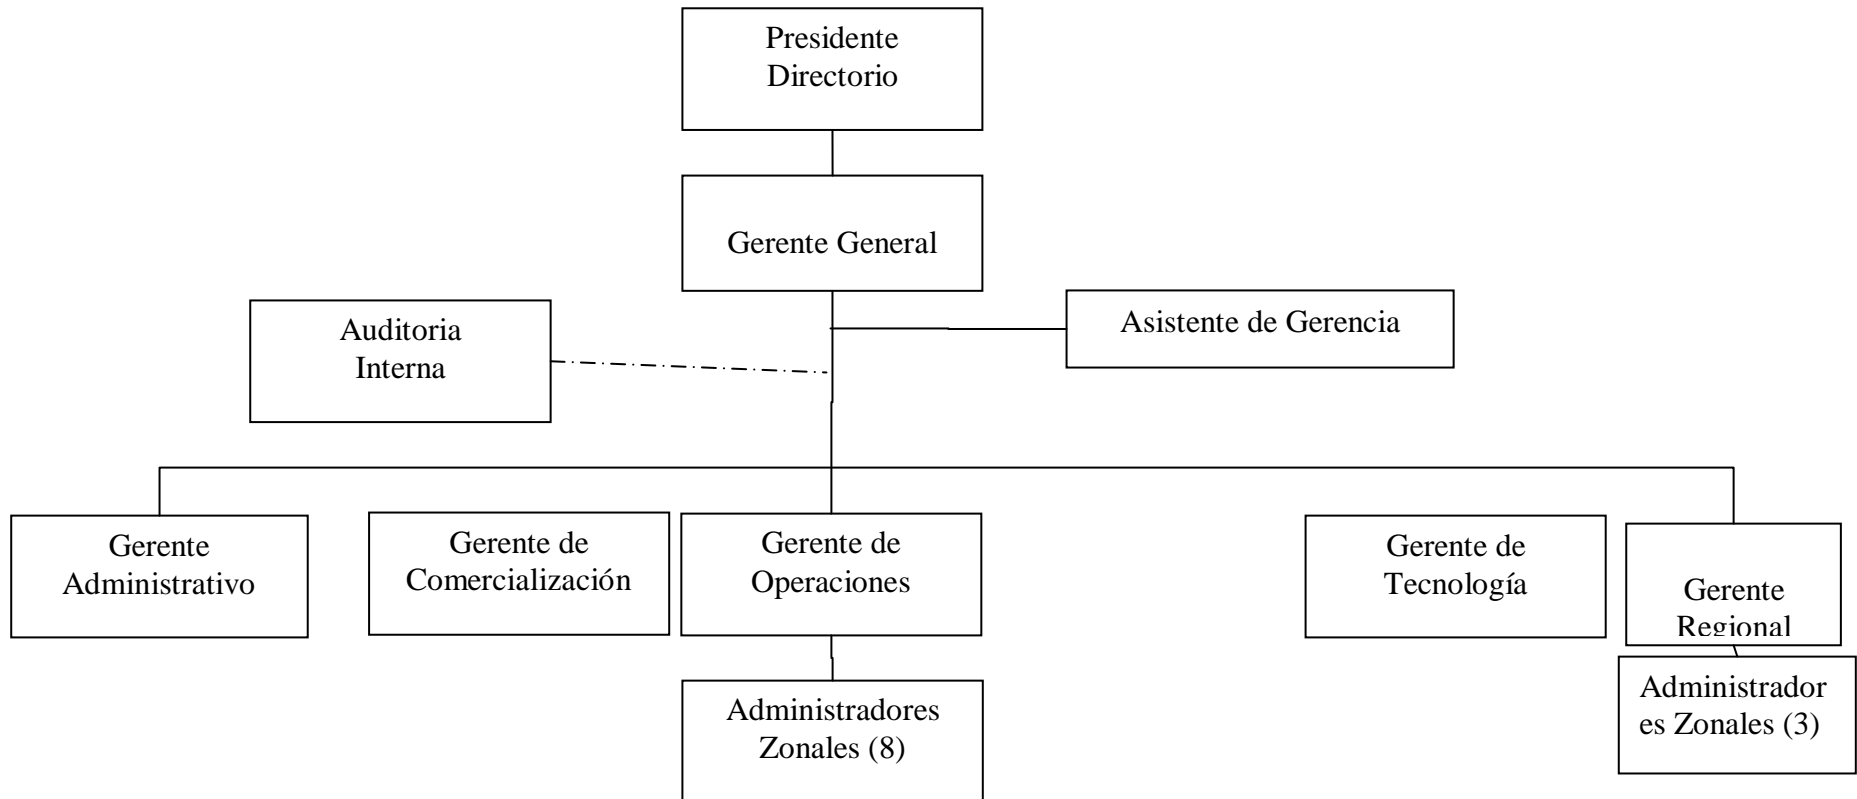 Presidente
Directorio
Gerente General
Auditoria
Interna
Asistente de Gerencia
Gerente
Administrativo
Gerente de
Comercialización
Gerente de
Operaciones
Gerente de
Tecnología
Gerente
Regional
Administradores
Zonales (8)
Administrador
es Zonales (3)